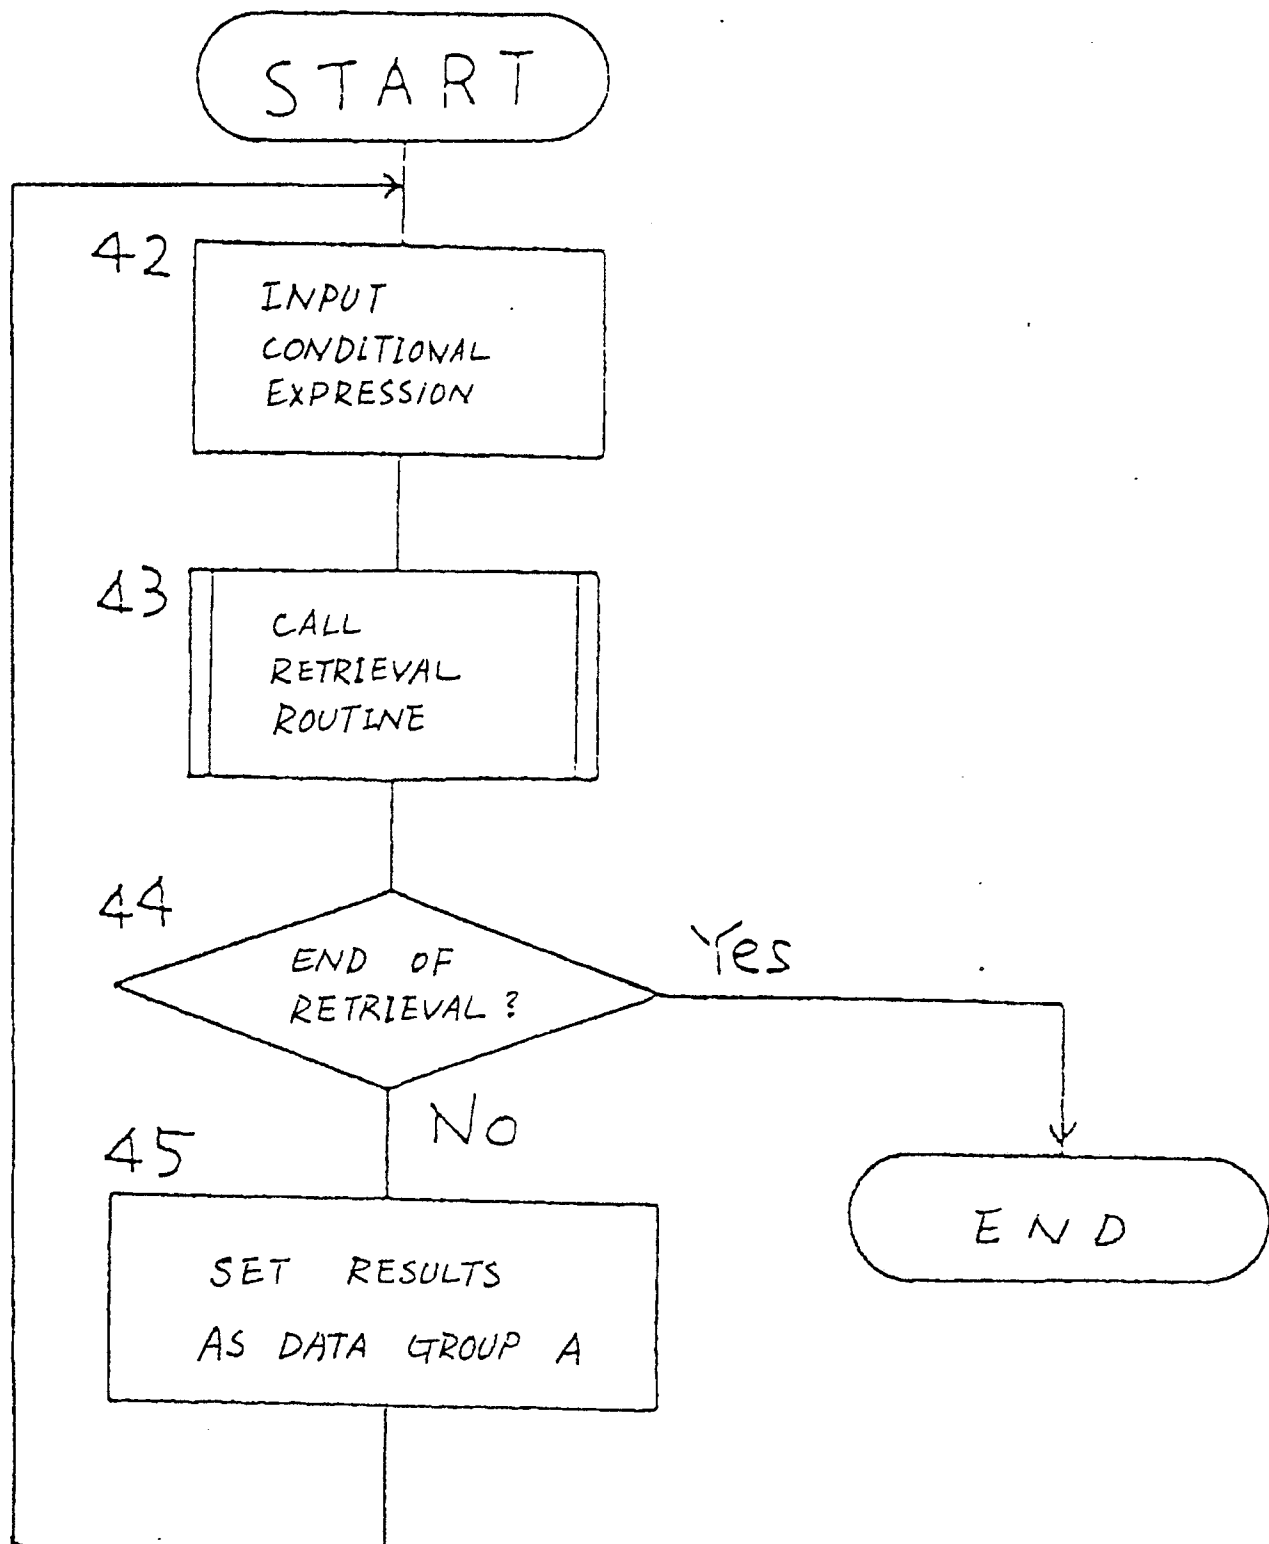 START
42
INPUT
CONDITIONAL
EXPRESSION
43
CALL
RETRIEVAL
ROUTINE
44
END OF
RETRIEVAL?
Yes
No
45
SET RESULTS
AS DATA GROUP A
END